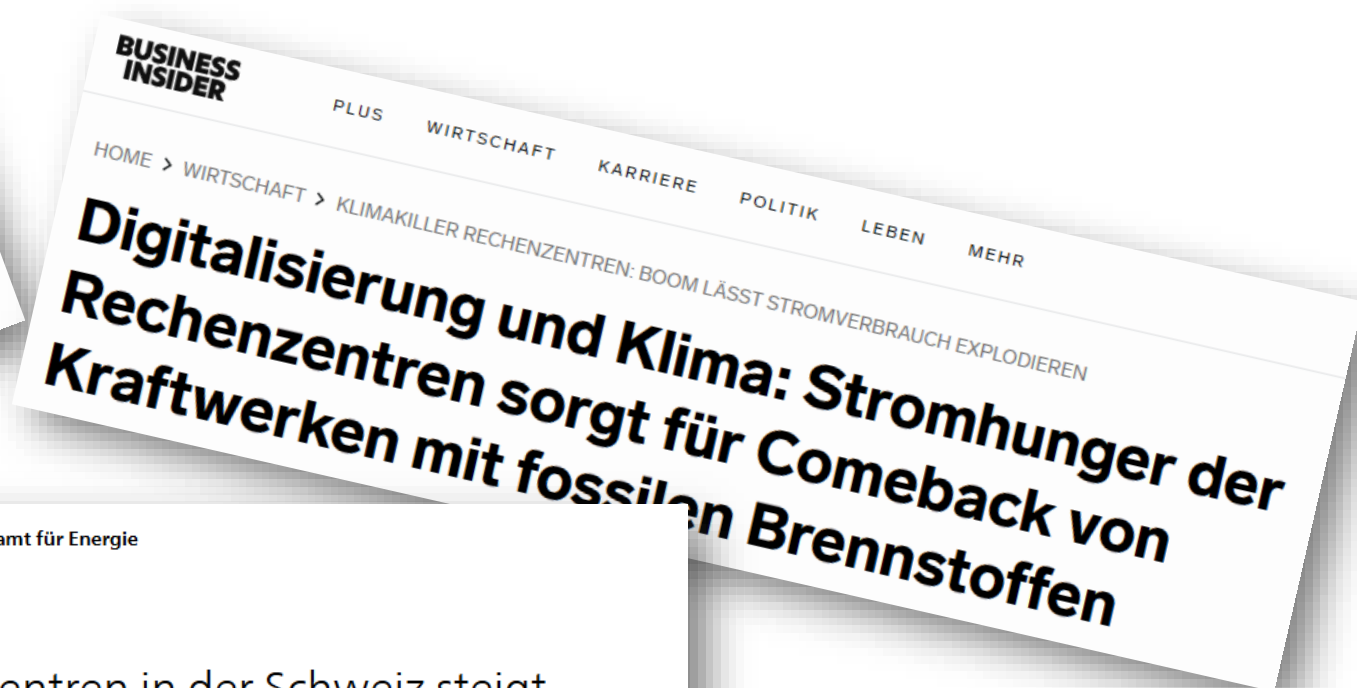 BUSINESS
INSIDER
PLUS WIRTSCHAFT KARRIERE POLITIK LEBEN MEHR
HOME > WIRTSCHAFT > KLIMAKILLER RECHENZENTREN: BOOM LÄSST STROMVERBRAUCH EXPLODIEREN
Digitalisierung und Klima: Stromhunger der
Rechenzentren sorgt für Comeback von
Kraftwerken mit fossilen Brennstoffen
amt für Energie
entren in der Schweiz steigt